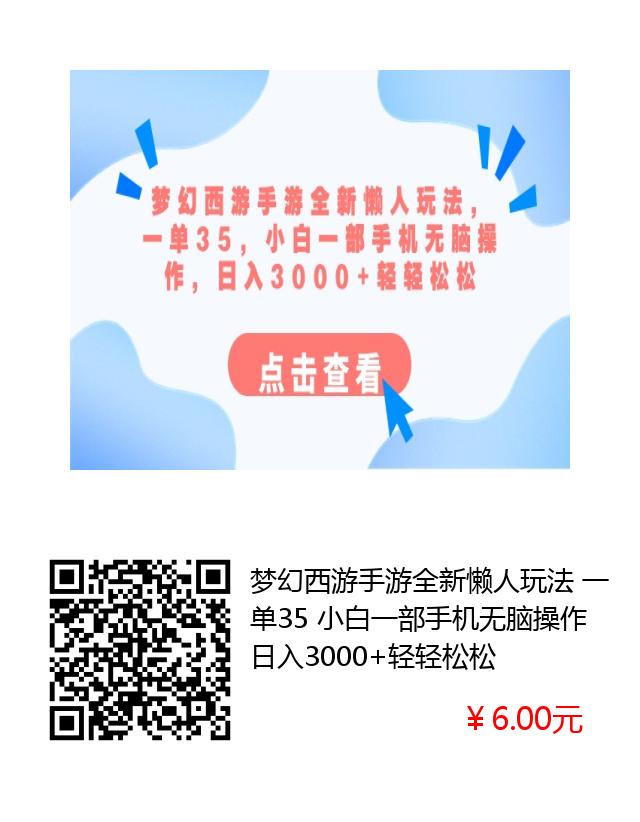 梦幻西游手游全新懒人玩法，
一单35，小白一部手机无脑操
作，日入3000+轻轻松松
点击查看
梦幻西游手游全新懒人玩法 一
单35 小白一部手机无脑操作
日入3000+轻轻松松
¥6.00元